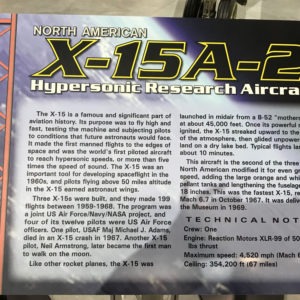 NORTH AMERICAN
X-15A-2
Hypersonic Research Aircra
The X-15 is a famous and significant part of
aviation history. Its purpose was to fly high and
fast, testing the machine and subjecting pilots
to conditions that future astronauts would face.
It made the first manned flights to the edges of
space and was the world's first piloted aircraft
to reach hypersonic speeds, or more than five
times the speed of sound. The X-15 was an
important tool for developing spaceflight in the
1960s, and pilots flying above 50 miles altitude
in the X-15 earned astronaut wings.
Three X-15s were built, and they made 199
flights between 1959-1968. The program was
a joint US Air Force/Navy/NASA project, and
four of its twelve pilots were US Air Force
officers. One pilot, USAF Maj Michael J. Adams,
died in an X-15 crash in 1967. Another X-15
pilot, Neil Armstrong, later became the first man
to walk on the moon.
Like other rocket planes, the X-15 was
launched in midair from a B-52 "mothers
at about 45,000 feet. Once its powerful
ignited, the X-15 streaked upward to the
of the atmosphere, then glided unpowere
land on a dry lake bed. Typical flights las
about 10 minutes.
This aircraft is the second of three
North American modified it for even gr
speed, adding the large orange and whit
pellant tanks and lengthening the fuselag
18 inches. This was the fastest X-15, re
Mach 6.7 in October 1967. It was delive
the Museum in 1969.
TECHNICAL NOT
Crew: One
Engine: Reaction Motors XLR-99 of 50
lbs thrust
Maximum speed: 4,520 mph (Mach 6
Ceiling: 354,200 ft (67 miles)